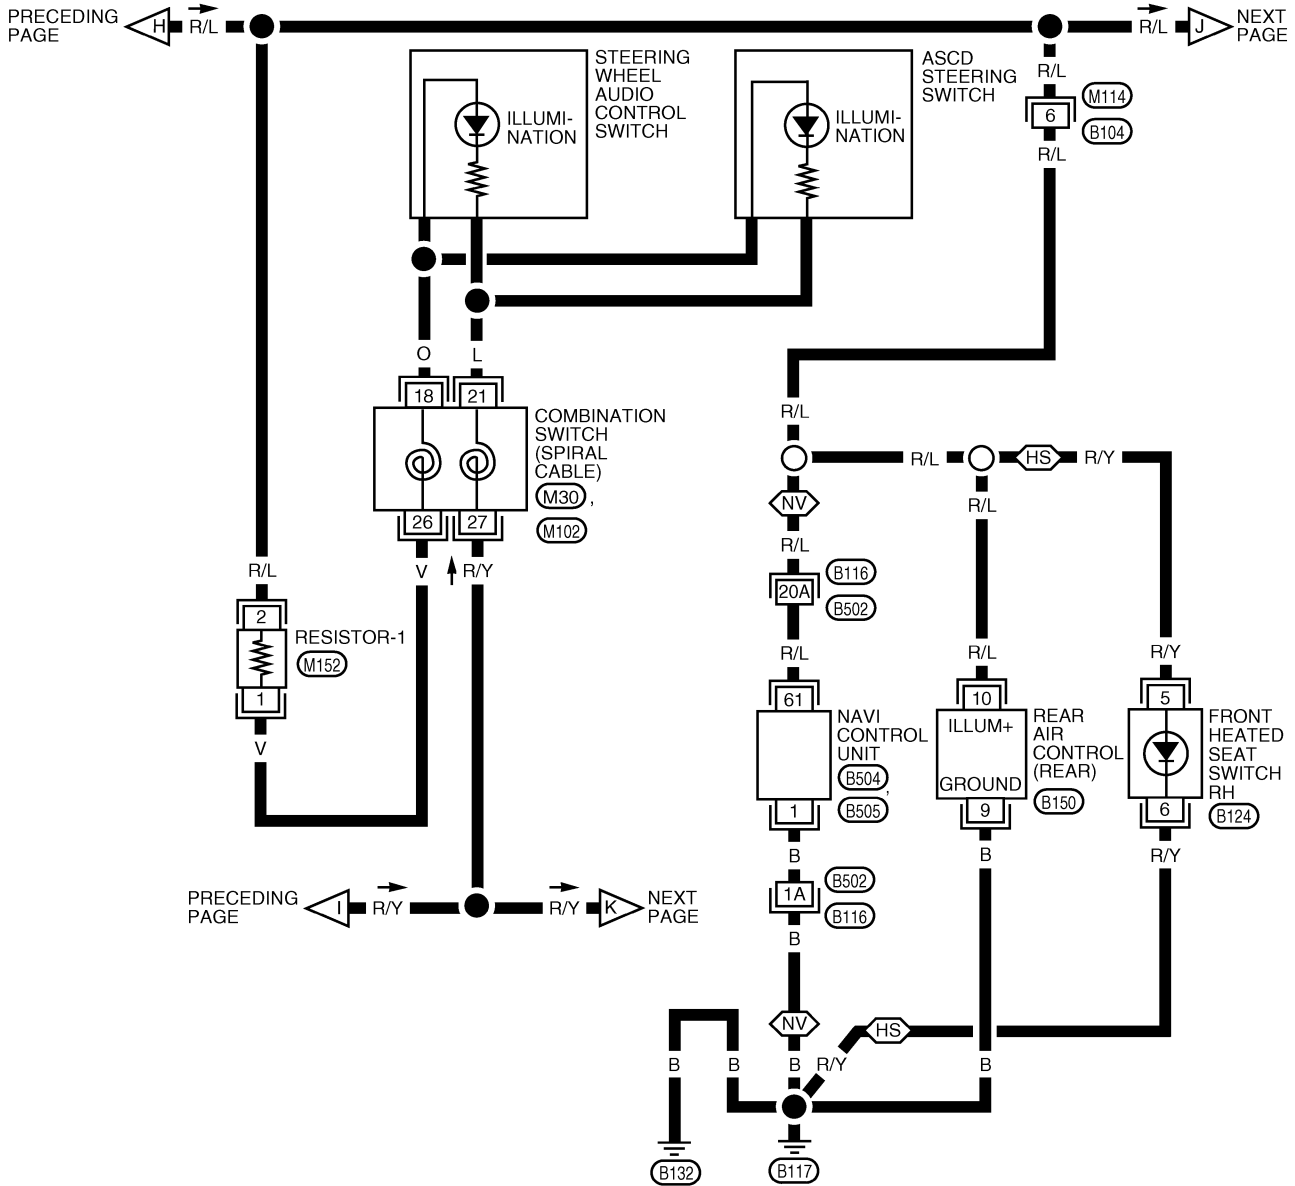 PRECEDING
PAGE
H
R/L
R/L
J
NEXT
PAGE
STEERING
WHEEL
AUDIO
CONTROL
SWITCH
ILLUMI-
NATION
ASCD
STEERING
SWITCH
ILLUMI-
NATION
R/L
6
M114
B104
R/L
O
L
18
21
COMBINATION
SWITCH
(SPIRAL
CABLE)
M30 ,
M102
26
27
V
R/Y
R/L
2
RESISTOR-1
M152
1
V
R/L
R/L
HS
R/Y
NV
R/L
R/L
20A
B116
B502
R/L
R/L
R/Y
61
NAVI
CONTROL
UNIT
B504 ,
B505
1
10
ILLUM+
GROUND
REAR
AIR
CONTROL
(REAR)
B150
9
5
FRONT
HEATED
SEAT
SWITCH
RH
B124
6
B
B
R/Y
1A
B502
B116
B
PRECEDING
PAGE
I
R/Y
R/Y
K
NEXT
PAGE
NV
HS
B
B
B
R/Y
B
B132
B117